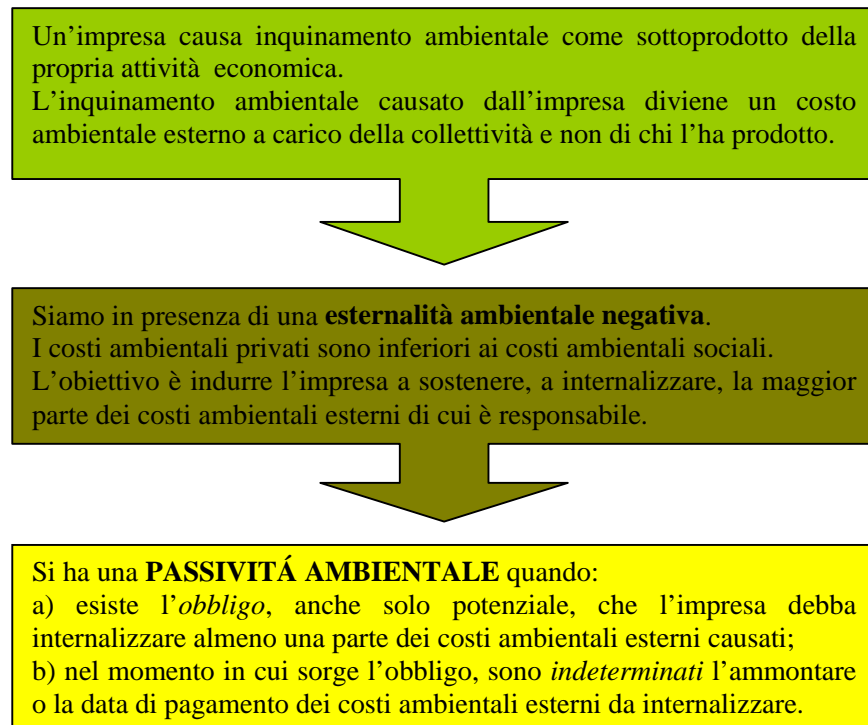 Un’impresa causa inquinamento ambientale come sottoprodotto della
propria attività economica.
L’inquinamento ambientale causato dall’impresa diviene un costo
ambientale esterno a carico della collettività e non di chi l’ha prodotto.
Siamo in presenza di una esternalità ambientale negativa.
I costi ambientali privati sono inferiori ai costi ambientali sociali.
L’obiettivo è indurre l’impresa a sostenere, a internalizzare, la maggior
parte dei costi ambientali esterni di cui è responsabile.
Si ha una PASSIVITÁ AMBIENTALE quando:
a) esiste l’obbligo, anche solo potenziale, che l’impresa debba
internalizzare almeno una parte dei costi ambientali esterni causati;
b) nel momento in cui sorge l’obbligo, sono indeterminati l’ammontare
o la data di pagamento dei costi ambientali esterni da internalizzare.